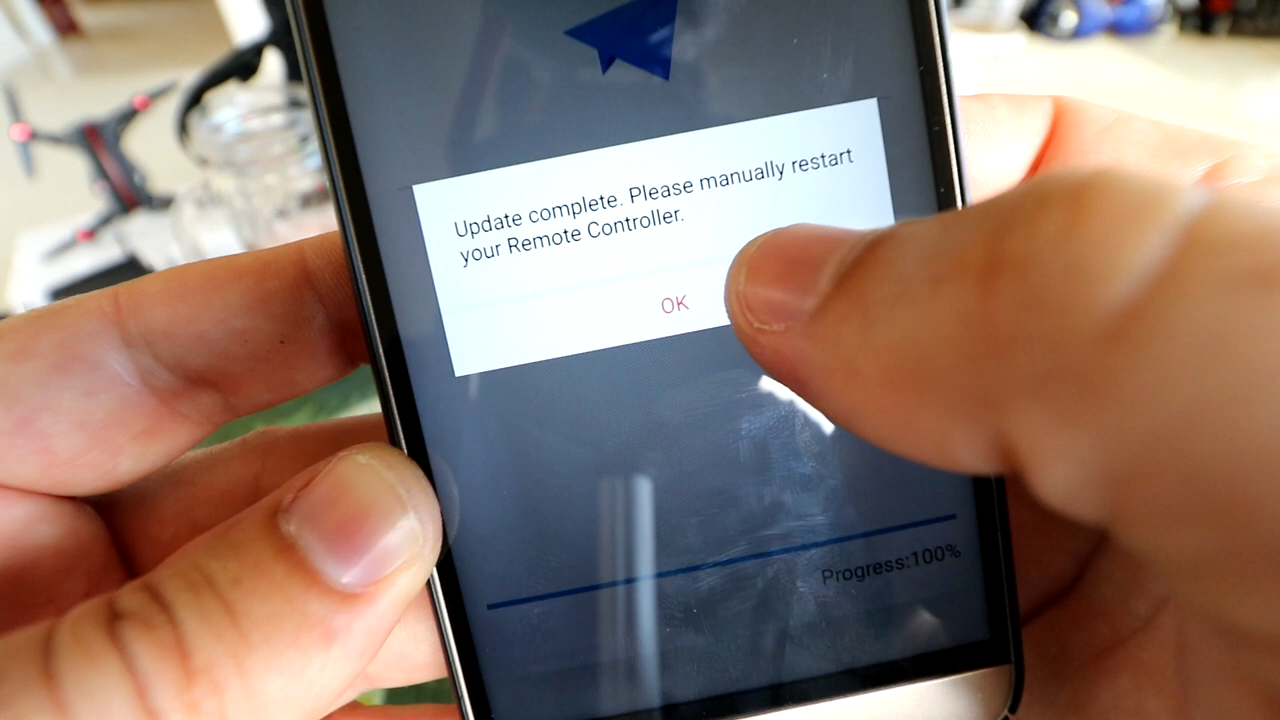 Update complete. Please manually restart
your Remote Controller.
OK
Progress:100%